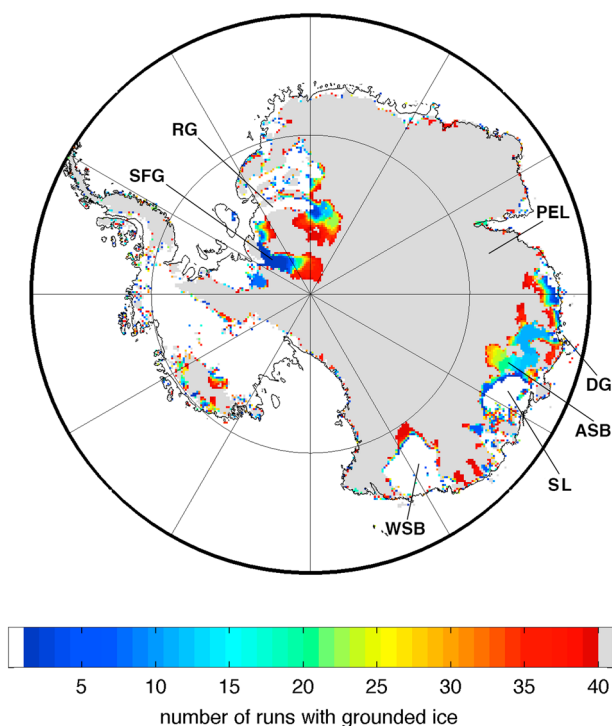 RG
SFG
PEL
DG
ASB
SL
WSB
5 10 15 20 25 30 35 40
number of runs with grounded ice